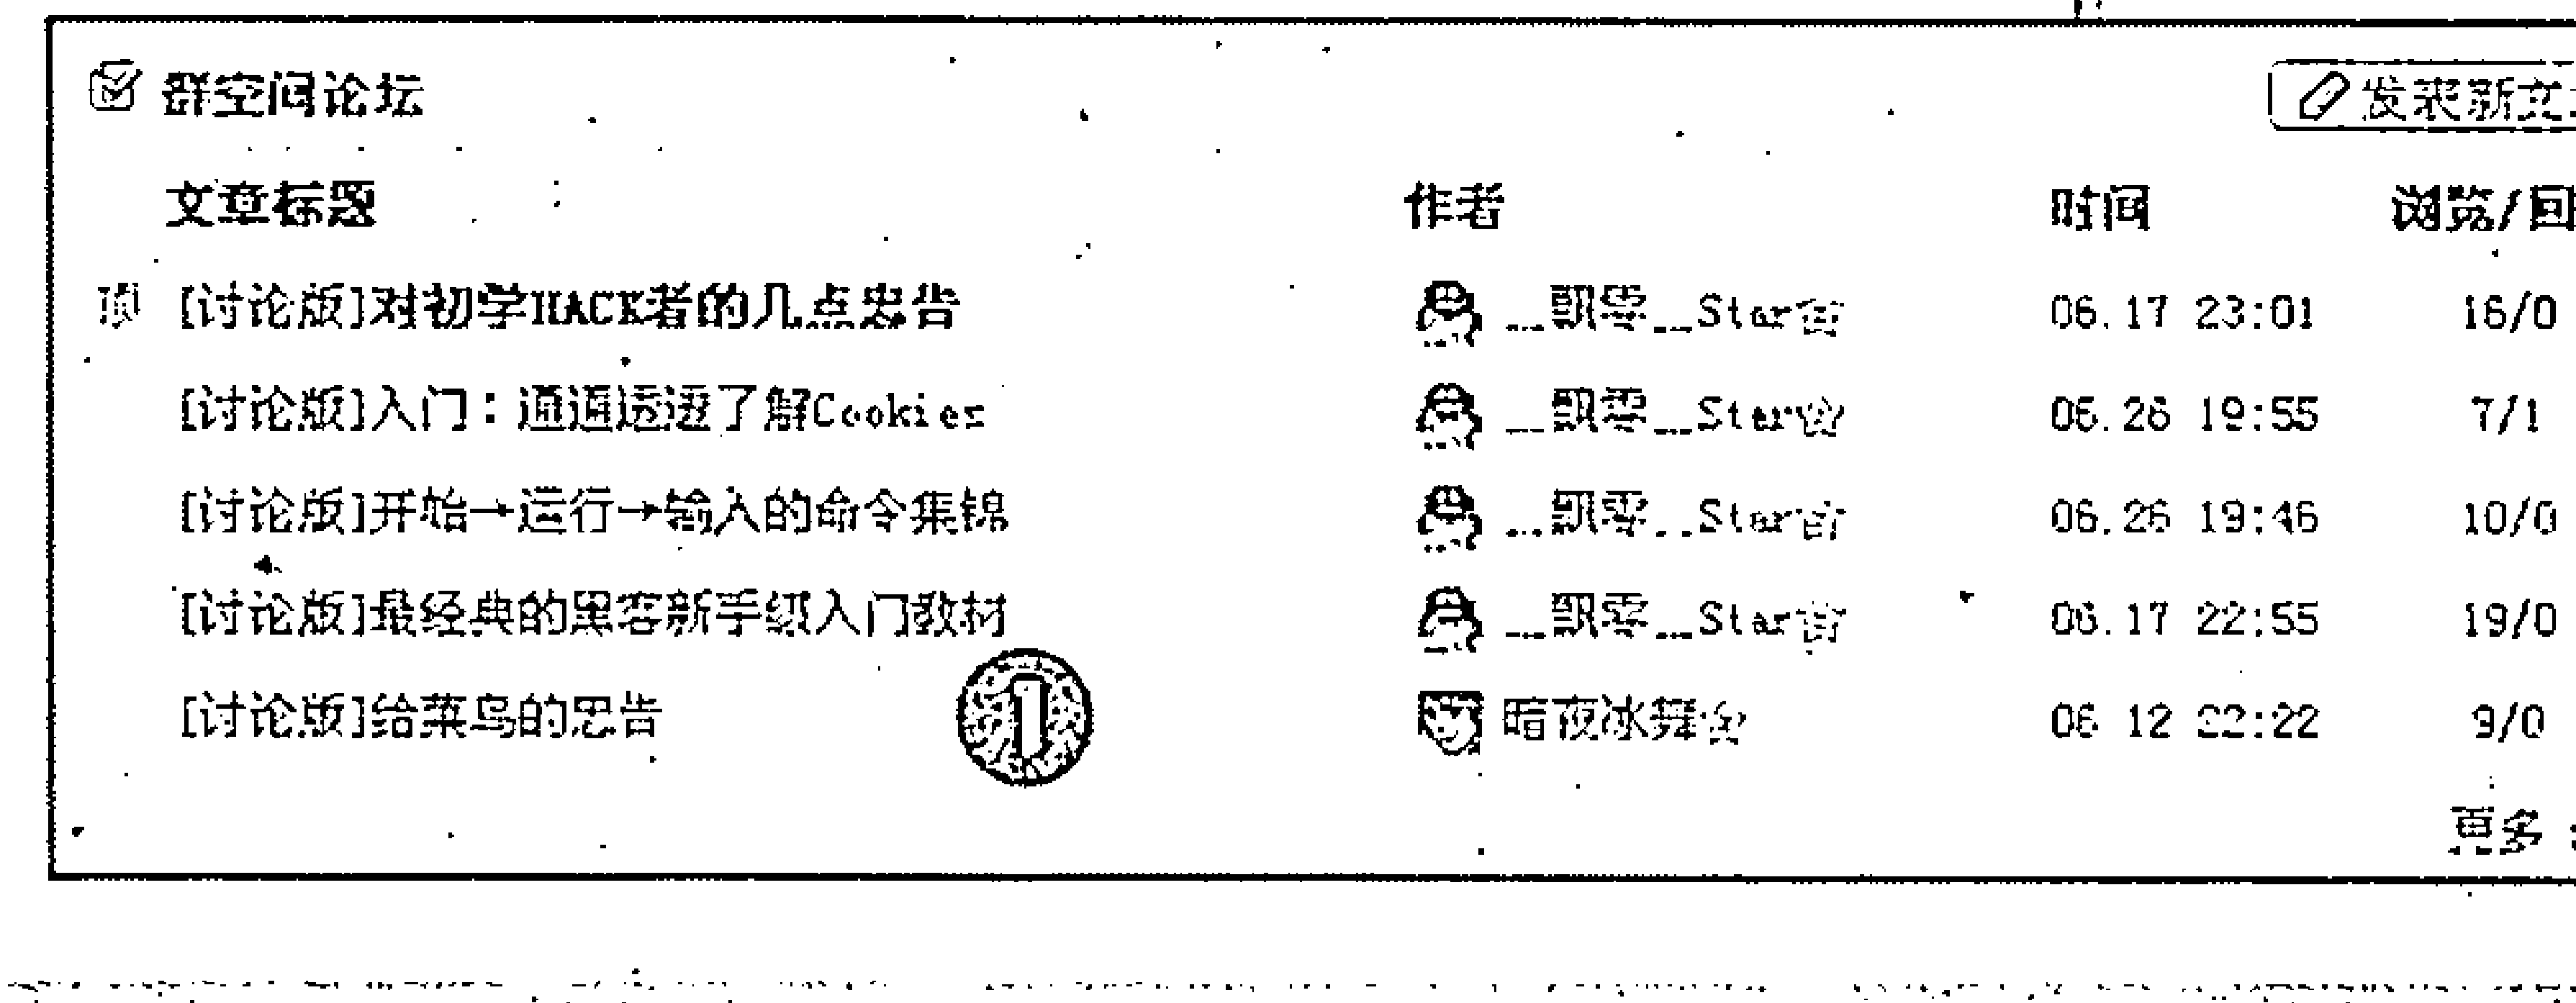 群空间论坛 发表新文
文章标题 作者 时间 浏览/回
顶 [讨论版]对初学HACK者的几点忠告 __飘零__Star 06.17 23:01 16/0
[讨论版]入门：通通透透了解Cookies __飘零__Star 06.26 19:55 7/1
[讨论版]开始→运行→输入的命令集锦 __飘零__Star 06.26 19:46 10/0
[讨论版]最经典的黑客新手级入门教材 __飘零__Star 06.17 22:55 19/0
[讨论版]给菜鸟的忠告 暗夜冰舞 06.12 22:22 9/0
1
更多